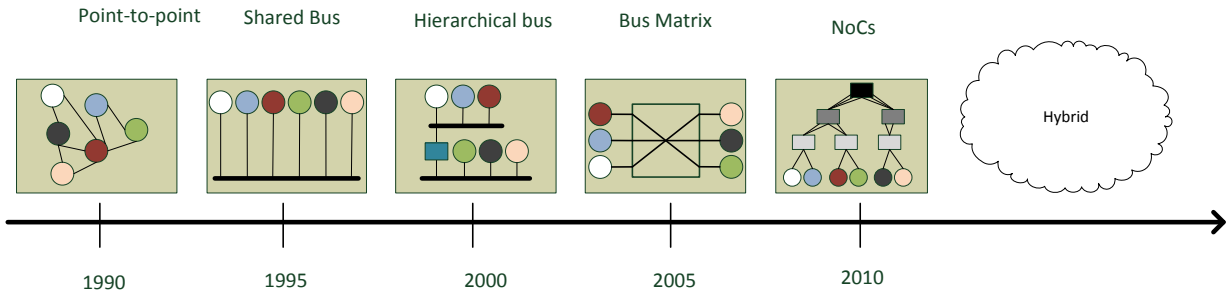 Point-to-point
Shared Bus
Hierarchical bus
Bus Matrix
NoCs
Hybrid
1990
1995
2000
2005
2010